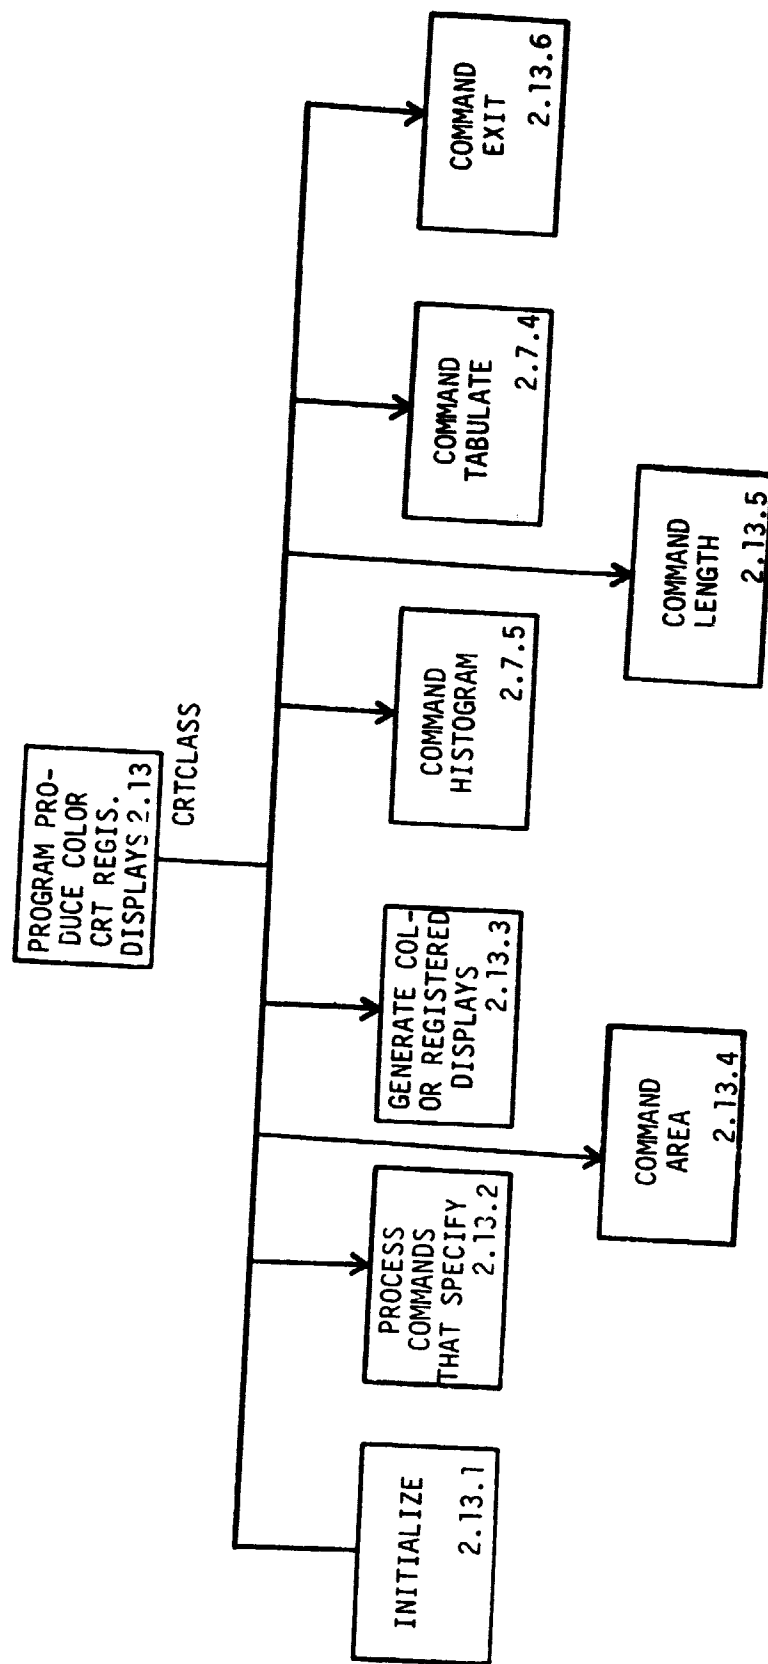 PROGRAM PRO-
DUCE COLOR
CRT REGIS.
DISPLAYS 2.13
CRTCLASS
INITIALIZE
2.13.1
PROCESS
COMMANDS
THAT SPECIFY
2.13.2
GENERATE COL-
OR REGISTERED
DISPLAYS
2.13.3
COMMAND
HISTOGRAM
2.7.5
COMMAND
TABULATE
2.7.4
COMMAND
EXIT
2.13.6
COMMAND
AREA
2.13.4
COMMAND
LENGTH
2.13.5